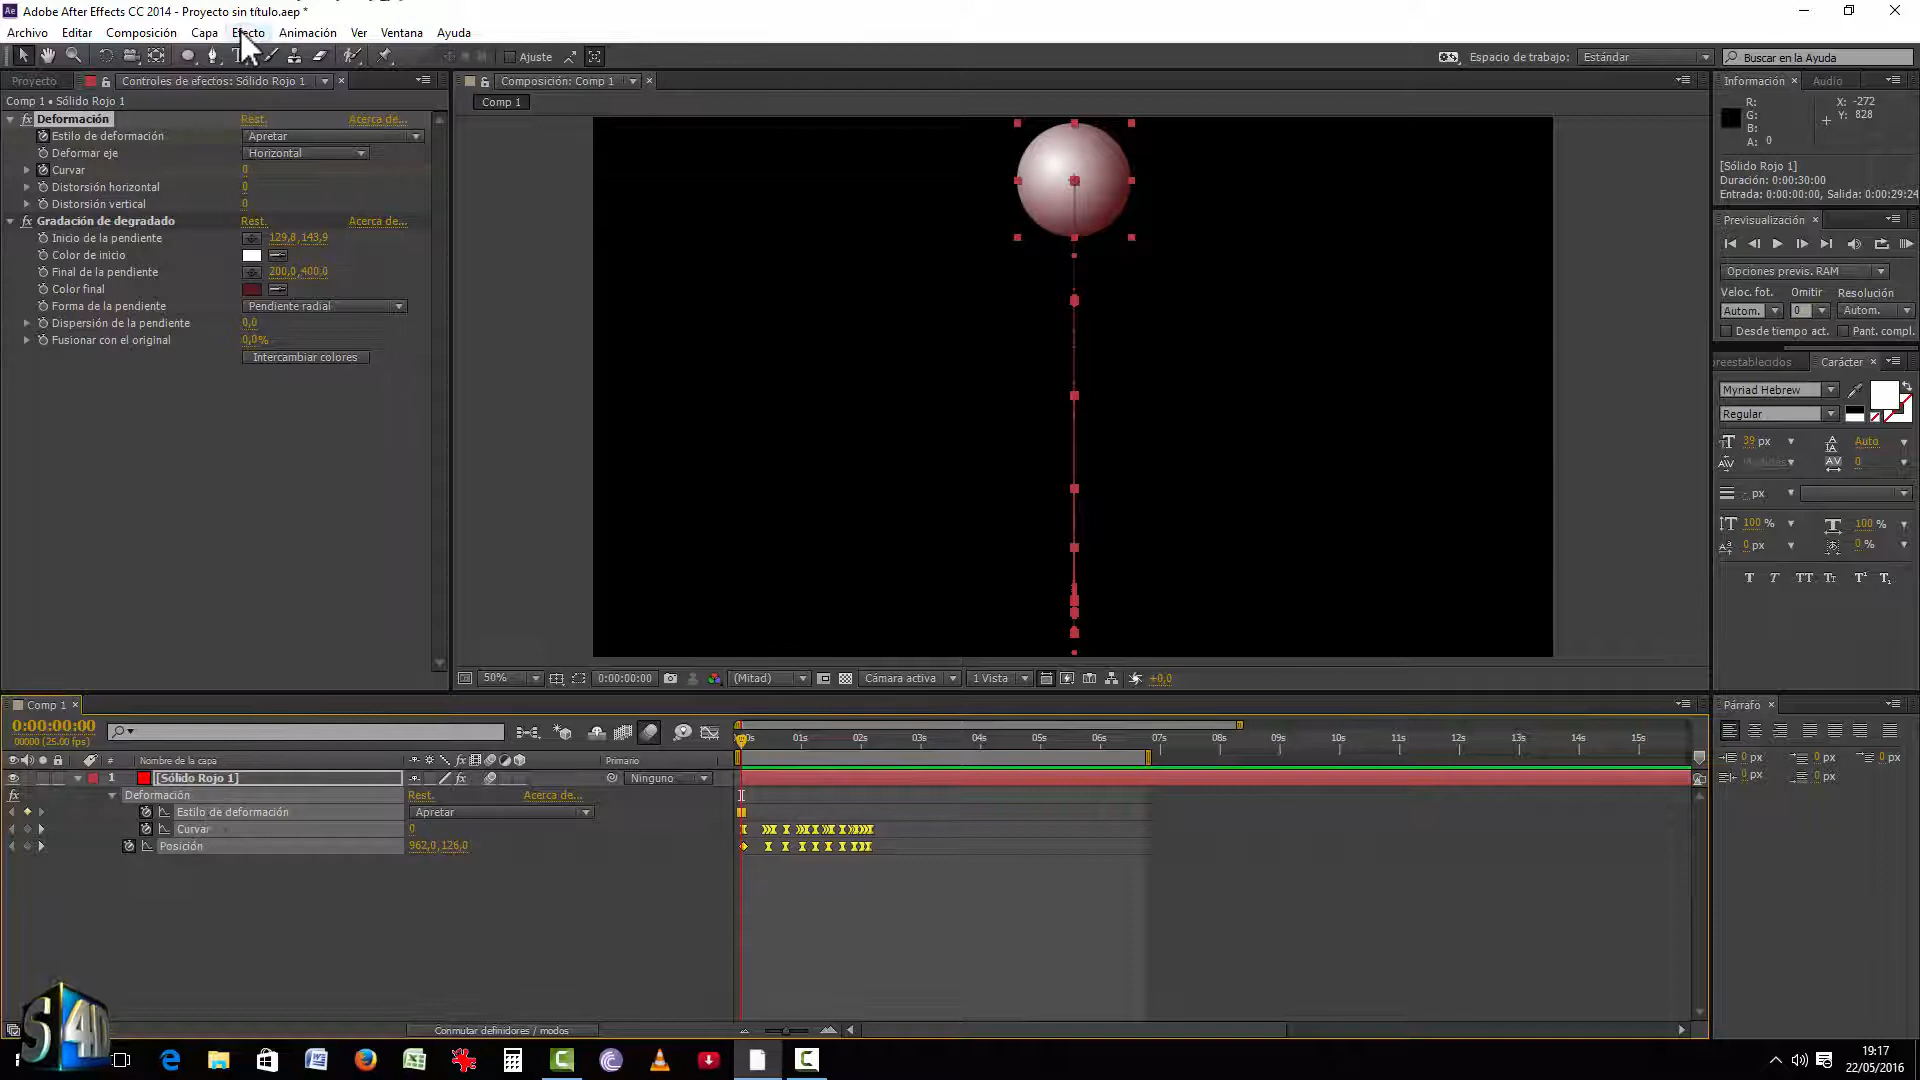 Adobe After Effects CC 2014 - Proyecto sin título.aep *
Archivo Editar Composición Capa Efecto Animación Ver Ventana Ayuda
Ajuste
Espacio de trabajo: Estándar
Buscar en la Ayuda
Proyecto
Controles de efectos: Sólido Rojo 1
Comp 1 • Sólido Rojo 1
Deformación Rest. Acerca de...
Estilo de deformación Apretar
Deformar eje Horizontal
Curvar 0
Distorsión horizontal 0
Distorsión vertical 0
Gradación de degradado Rest. Acerca de...
Inicio de la pendiente 129,8,143,9
Color de inicio
Final de la pendiente 200,0,400,0
Color final
Forma de la pendiente Pendiente radial
Dispersión de la pendiente 0,0
Fusionar con el original 0,0%
Intercambiar colores
Composición: Comp 1
Comp 1
50% 0:00:00:00 (Mitad) Cámara activa 1 Vista +0,0
Información Audio
R: X: -272
G: Y: 828
B:
A: 0
[Sólido Rojo 1]
Duración: 0:00:30:00
Entrada: 0:00:00:00, Salida: 0:00:29:24
Previsualización
Opciones previs. RAM
Veloc. fot. Omitir Resolución
Autom. 0 Autom.
Desde tiempo act. Pant. compl.
reestablecidos Carácter
Myriad Hebrew
Regular
39 px Auto
0
- px
100 % 100 %
0 px 0 %
T T TT Tt T¹ T₁
Párrafo
0 px 0 px 0 px
0 px 0 px
Comp 1
0:00:00:00
00000 (25.00 fps)
00s 01s 02s 03s 04s 05s 06s 07s 08s 09s 10s 11s 12s 13s 14s 15s
# Nombre de la capa fx Primario
1 [Sólido Rojo 1] fx Ninguno
Deformación Rest. Acerca de...
Estilo de deformación Apretar
Curvar 0
Posición 962,0,126,0
Conmutar definidores / modos
S4D
19:17
22/05/2016